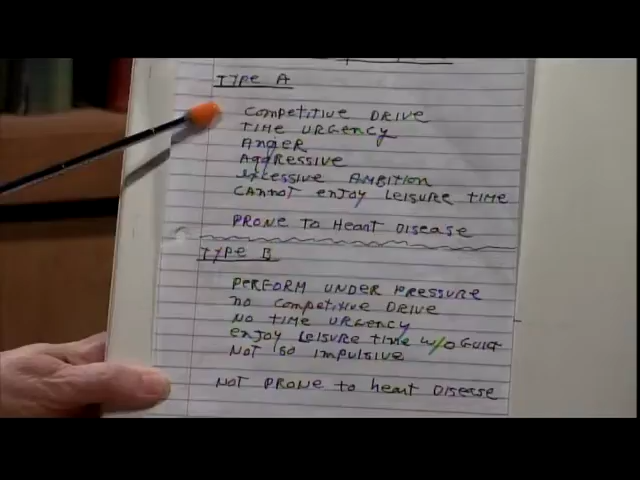 TYPE A
COMPETITIVE DRIVE
TIME URGENCY
ANGER
AGGRESSIVE
EXCESSIVE AMBITION
CANNOT ENJOY LEISURE TIME
PRONE TO HEART DISEASE
TYPE B
PERFORM UNDER PRESSURE
NO COMPETITIVE DRIVE
NO TIME URGENCY
ENJOY LEISURE TIME W/O GUILT
NOT SO IMPULSIVE
NOT PRONE TO HEART DISEASE